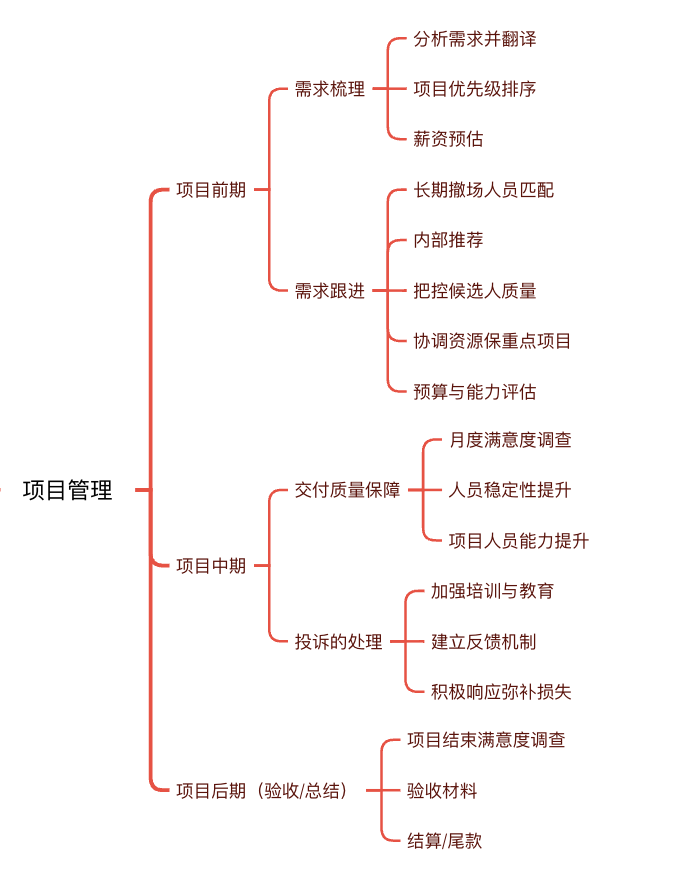 分析需求并翻译
需求梳理
项目优先级排序
薪资预估
项目前期
长期撤场人员匹配
内部推荐
需求跟进
把控候选人质量
协调资源保重点项目
预算与能力评估
月度满意度调查
项目管理
交付质量保障
人员稳定性提升
项目人员能力提升
项目中期
加强培训与教育
投诉的处理
建立反馈机制
积极响应弥补损失
项目结束满意度调查
项目后期（验收/总结）
验收材料
结算/尾款